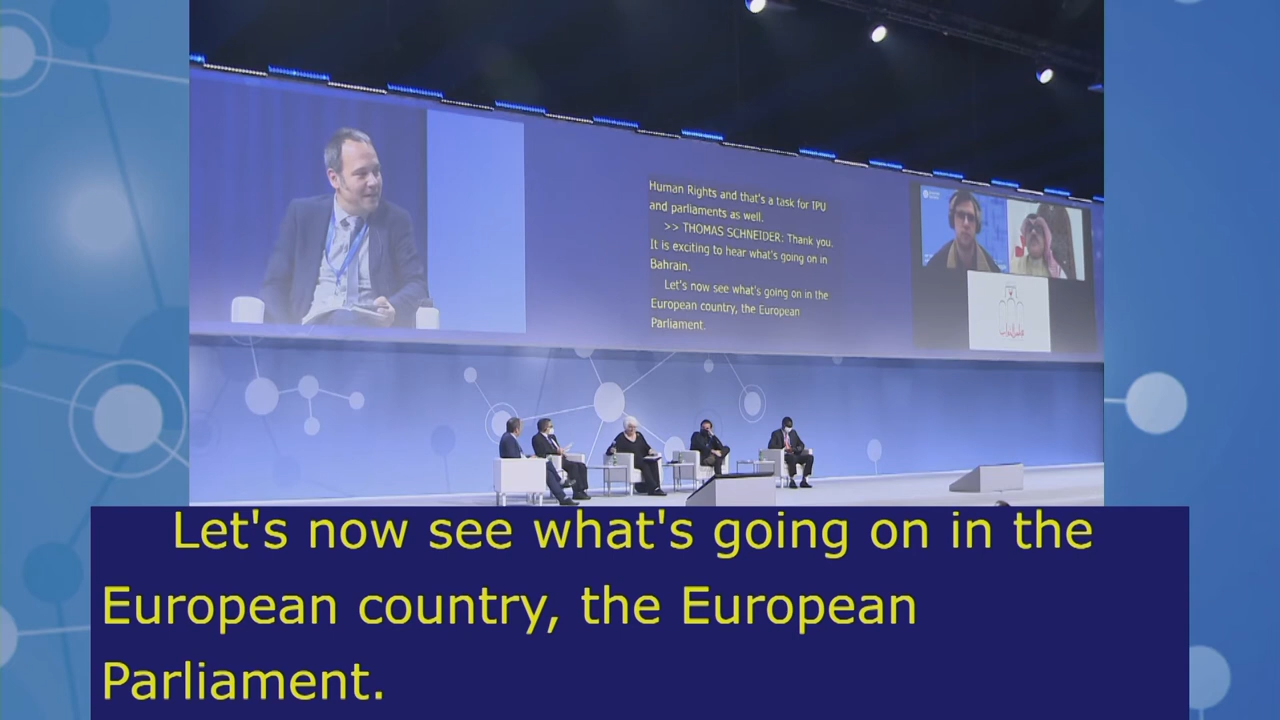 Human Rights and that's a task for IPU
and parliaments as well.
>> THOMAS SCHNEIDER: Thank you.
It is exciting to hear what's going on in
Bahrain.
Let's now see what's going on in the
European country, the European
Parliament.
Let's now see what's going on in the
European country, the European
Parliament.